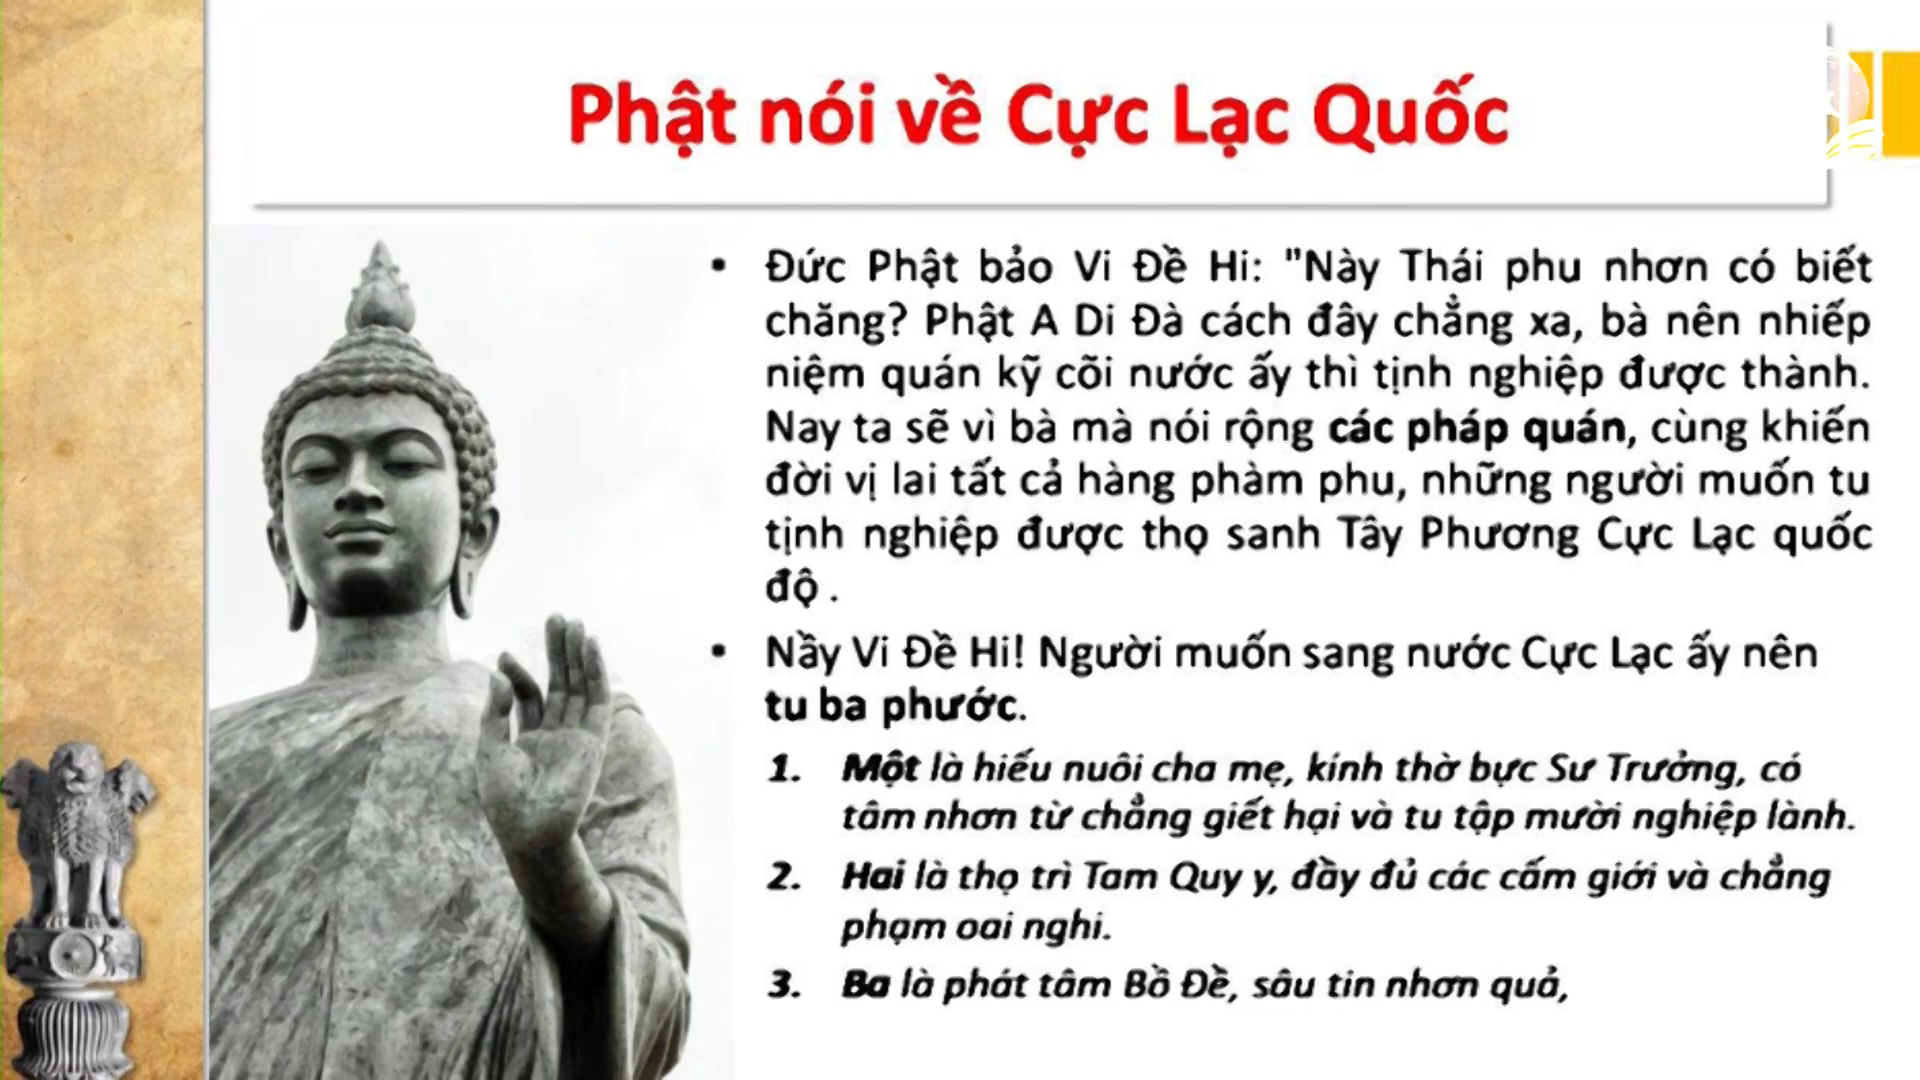 Phật nói về Cực Lạc Quốc
• Đức Phật bảo Vi Đề Hi: "Này Thái phu nhơn có biết
chăng? Phật A Di Đà cách đây chẳng xa, bà nên nhiếp
niệm quán kỹ cõi nước ấy thì tịnh nghiệp được thành.
Nay ta sẽ vì bà mà nói rộng các pháp quán, cùng khiến
đời vị lai tất cả hàng phàm phu, những người muốn tu
tịnh nghiệp được thọ sanh Tây Phương Cực Lạc quốc
độ .
• Nầy Vi Đề Hi! Người muốn sang nước Cực Lạc ấy nên
tu ba phước.
1. Một là hiếu nuôi cha mẹ, kính thờ bực Sư Trưởng, có
tâm nhơn từ chẳng giết hại và tu tập mười nghiệp lành.
2. Hai là thọ trì Tam Quy y, đầy đủ các cấm giới và chẳng
phạm oai nghi.
3. Ba là phát tâm Bồ Đề, sâu tin nhơn quả,